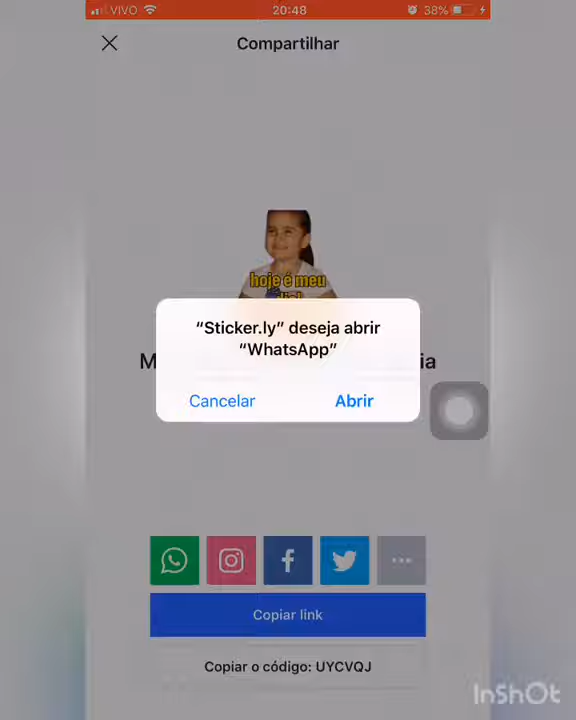 VIVO 20:48 38%
Compartilhar
hoje é meu
“Sticker.ly” deseja abrir
“WhatsApp”
Cancelar Abrir
Copiar link
Copiar o código: UYCVQJ
InShOt